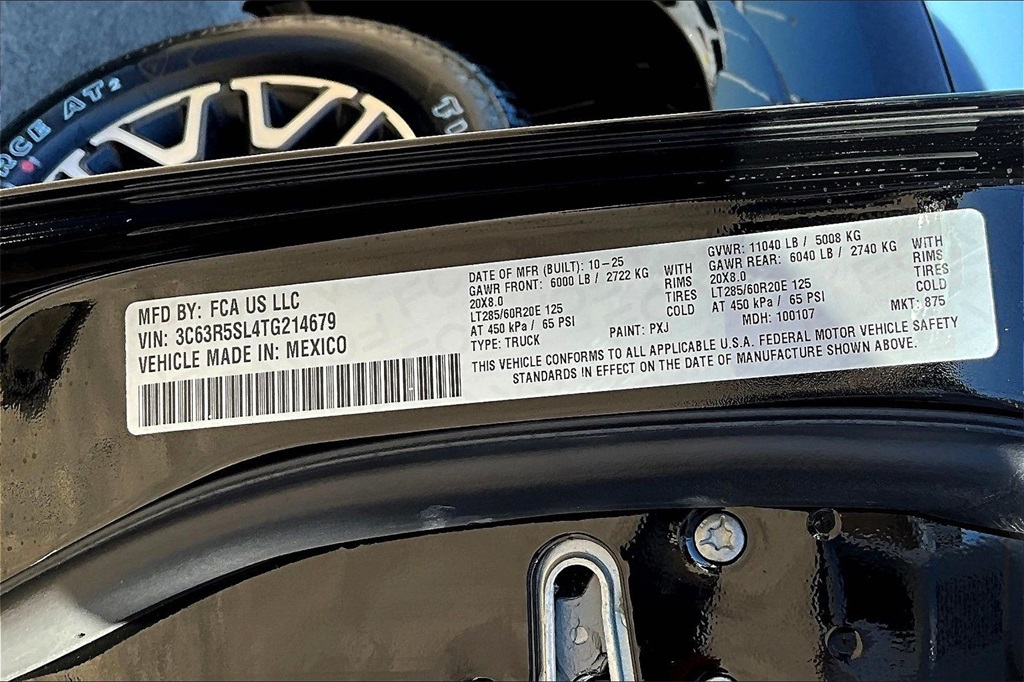 RCE AT2
MFD BY: FCA US LLC
VIN: 3C63R5SL4TG214679
VEHICLE MADE IN: MEXICO
DATE OF MFR (BUILT): 10-25
GAWR FRONT: 6000 LB / 2722 KG WITH
20X8.0 RIMS
LT285/60R20E 125 TIRES
AT 450 kPa / 65 PSI COLD
TYPE: TRUCK PAINT: PXJ
GVWR: 11040 LB / 5008 KG
GAWR REAR: 6040 LB / 2740 KG WITH
20X8.0 RIMS
LT285/60R20E 125 TIRES
AT 450 kPa / 65 PSI COLD
MDH: 100107 MKT: 875
THIS VEHICLE CONFORMS TO ALL APPLICABLE U.S.A. FEDERAL MOTOR VEHICLE SAFETY
STANDARDS IN EFFECT ON THE DATE OF MANUFACTURE SHOWN ABOVE.